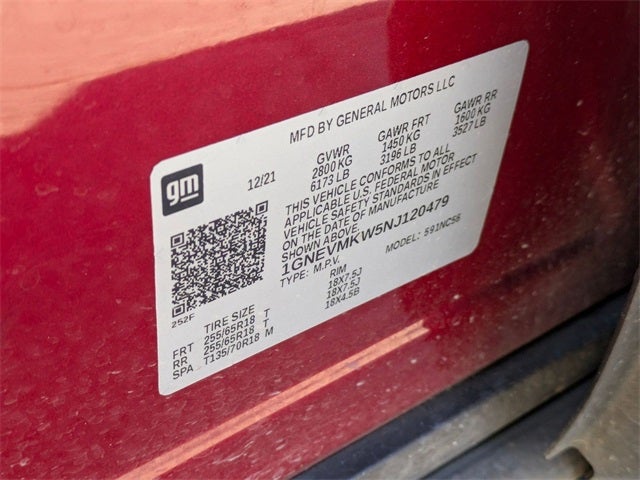 MFD BY GENERAL MOTORS LLC
gm
12/21
GVWR GAWR FRT GAWR RR
2800 KG 1450 KG 1600 KG
6173 LB 3196 LB 3527 LB
THIS VEHICLE CONFORMS TO ALL
APPLICABLE U.S. FEDERAL MOTOR
VEHICLE SAFETY STANDARDS IN EFFECT
ON THE DATE OF MANUFACTURE
SHOWN ABOVE.
1GNEVMKW5NJ120479
TYPE: M.P.V. MODEL: 591NC56
252F
TIRE SIZE RIM
FRT 255/65R18 T 18X7.5J
RR 255/65R18 T 18X7.5J
SPA T135/70R18 M 18X4.5B